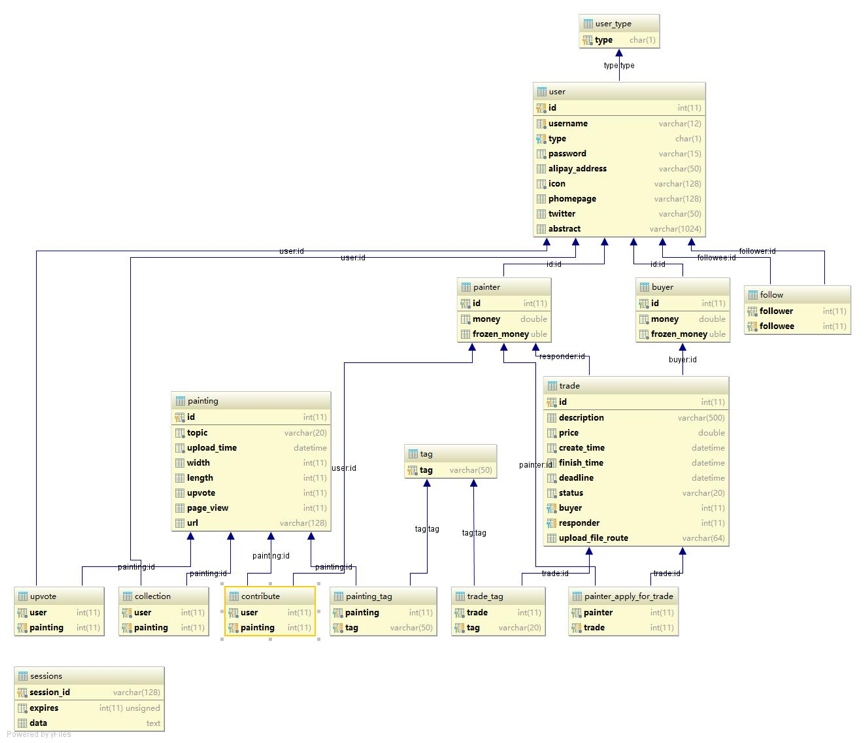 user_type
type char(1)
type:type
user
id int(11)
username varchar(12)
type char(1)
password varchar(15)
alipay_address varchar(50)
icon varchar(128)
phomepage varchar(128)
twitter varchar(50)
abstract varchar(1024)
user:id
user:id
id:id
id:id
followee:id
follower:id
painter
id int(11)
money double
frozen_money uble
buyer
id int(11)
money double
frozen_money uble
follow
follower int(11)
followee int(11)
responder:id
buyer:id
painting
id int(11)
topic varchar(20)
upload_time datetime
width int(11)
length int(11)
upvote int(11)
page_view int(11)
url varchar(128)
user:id
tag
tag varchar(50)
painter:id
trade
id int(11)
description varchar(500)
price double
create_time datetime
finish_time datetime
deadline datetime
status varchar(20)
buyer int(11)
responder int(11)
upload_file_route varchar(64)
tag:tag
tag:tag
painting:id
painting:id
painting:id
painting:id
trade:id
trade:id
upvote
user int(11)
painting int(11)
collection
user int(11)
painting int(11)
contribute
user int(11)
painting int(11)
painting_tag
painting int(11)
tag varchar(50)
trade_tag
trade int(11)
tag varchar(20)
painter_apply_for_trade
painter int(11)
trade int(11)
sessions
session_id varchar(128)
expires int(11) unsigned
data text
Powered by yFiles